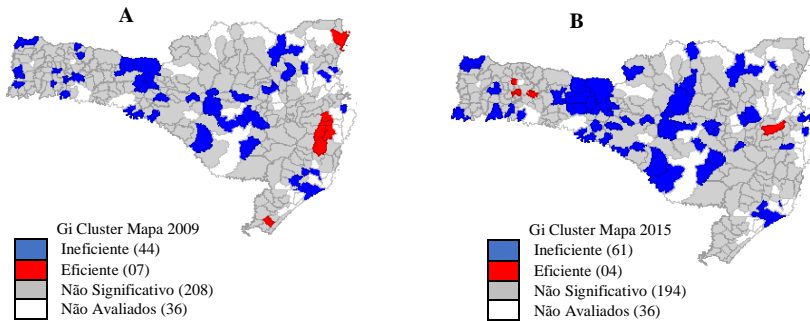 A
Gi Cluster Mapa 2009
Ineficiente (44)
Eficiente (07)
Não Significativo (208)
Não Avaliados (36)
B
Gi Cluster Mapa 2015
Ineficiente (61)
Eficiente (04)
Não Significativo (194)
Não Avaliados (36)